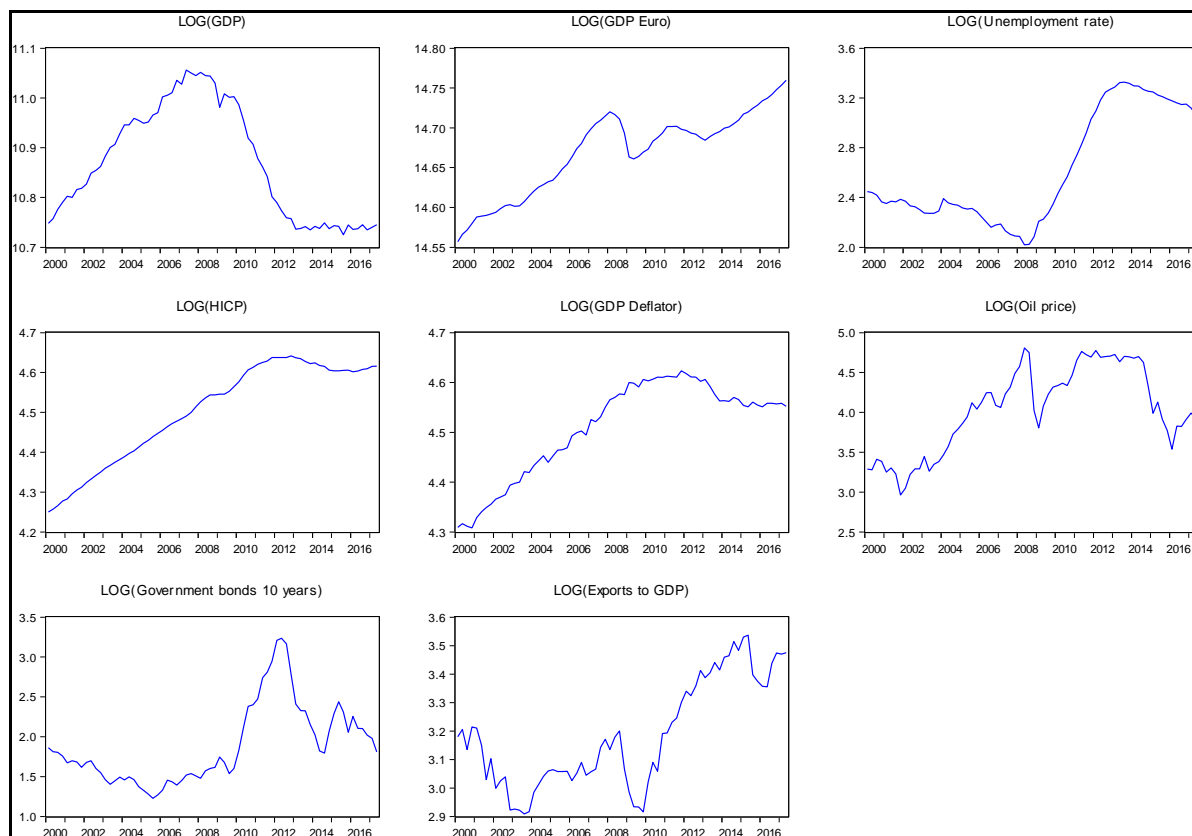 LOG(GDP)
11.1
11.0
10.9
10.8
10.7
2000 2002 2004 2006 2008 2010 2012 2014 2016
LOG(GDP Euro)
14.80
14.75
14.70
14.65
14.60
14.55
2000 2002 2004 2006 2008 2010 2012 2014 2016
LOG(Unemployment rate)
3.6
3.2
2.8
2.4
2.0
2000 2002 2004 2006 2008 2010 2012 2014 2016
LOG(HICP)
4.7
4.6
4.5
4.4
4.3
4.2
2000 2002 2004 2006 2008 2010 2012 2014 2016
LOG(GDP Deflator)
4.7
4.6
4.5
4.4
4.3
2000 2002 2004 2006 2008 2010 2012 2014 2016
LOG(Oil price)
5.0
4.5
4.0
3.5
3.0
2.5
2000 2002 2004 2006 2008 2010 2012 2014 2016
LOG(Government bonds 10 years)
3.5
3.0
2.5
2.0
1.5
1.0
2000 2002 2004 2006 2008 2010 2012 2014 2016
LOG(Exports to GDP)
3.6
3.5
3.4
3.3
3.2
3.1
3.0
2.9
2000 2002 2004 2006 2008 2010 2012 2014 2016